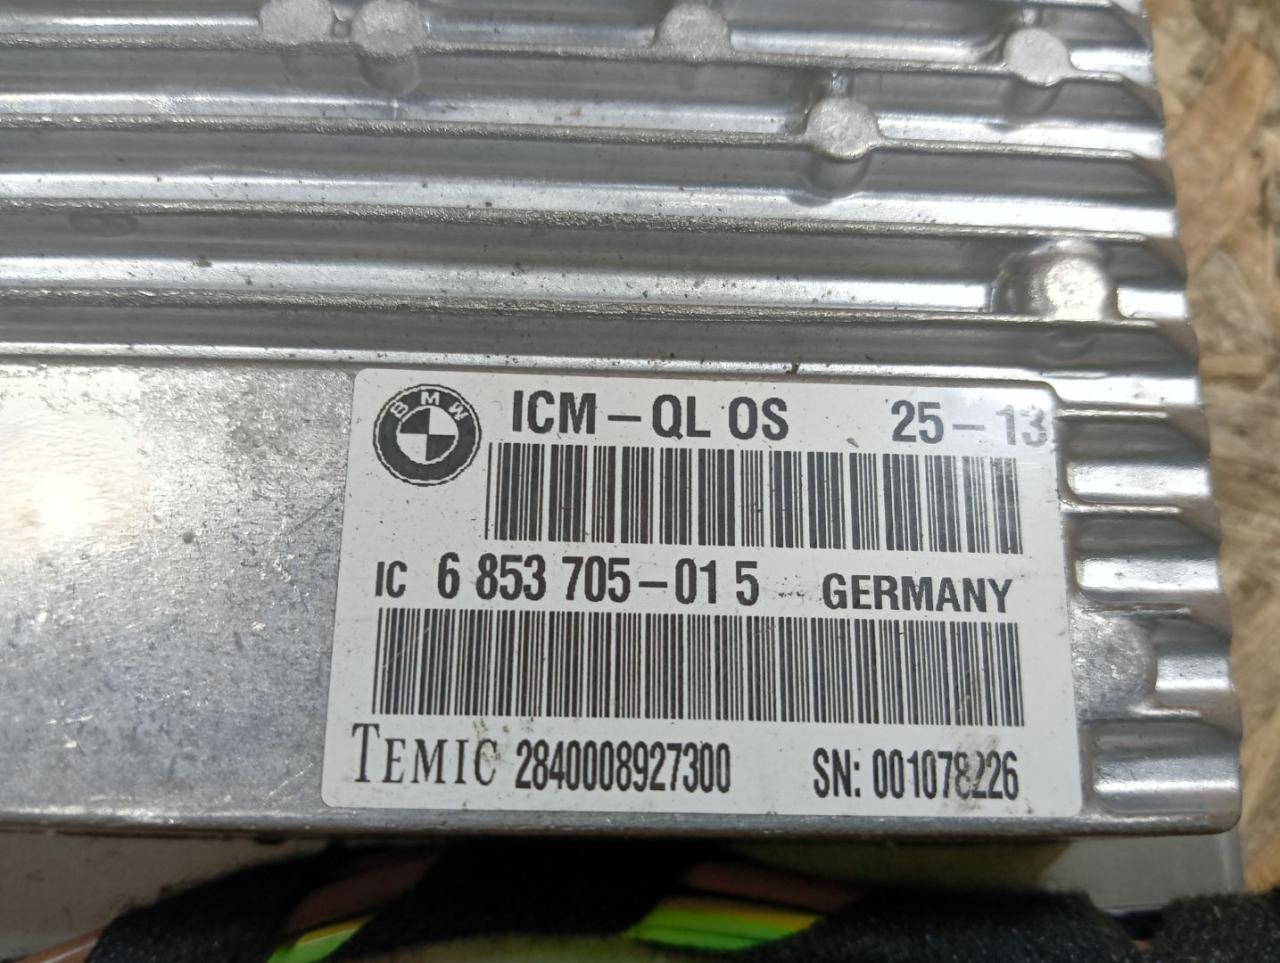 BMW
ICM-QL OS 25-13
IC 6 853 705-01 5 GERMANY
TEMIC 2840008927300 SN: 001078226